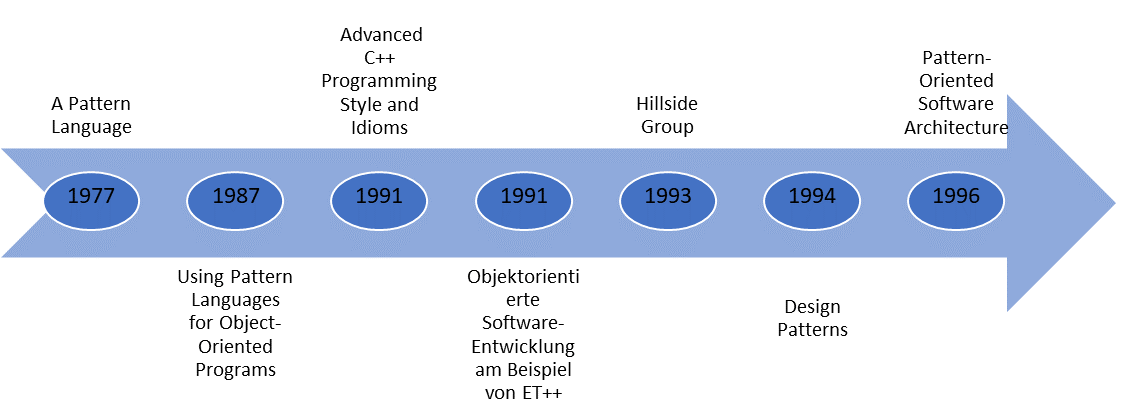 A Pattern
Language
1977
Using Pattern
Languages
for Object-
Oriented
Programs
1987
Advanced
C++
Programming
Style and
Idioms
1991
Objektorienti
erte
Software-
Entwicklung
am Beispiel
von ET++
1991
Hillside
Group
1993
Design
Patterns
1994
Pattern-
Oriented
Software
Architecture
1996